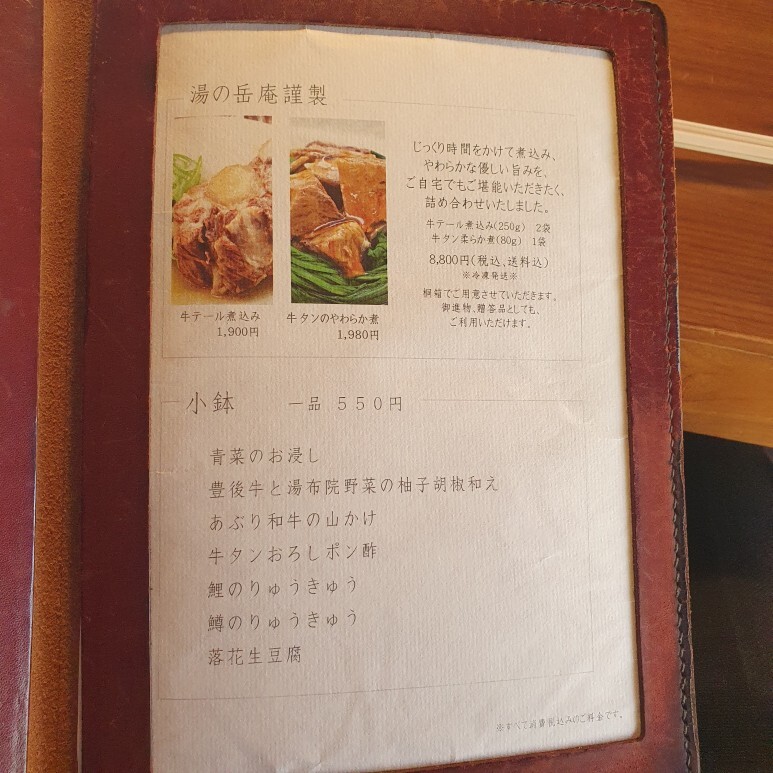 湯の岳庵謹製
じっくり時間をかけて煮込み、
やわらかな優しい旨みを、
ご自宅でもご堪能いただきたく、
詰め合わせいたしました。
牛テール煮込み(250g) 2袋
牛タン柔らか煮(80g) 1袋
8,800円(税込、送料込)
※冷凍発送※
桐箱でご用意させていただきます。
御進物、贈答品としても、
ご利用いただけます。
牛テール煮込み
1,900円
牛タンのやわらか煮
1,980円
小鉢 一品 550円
青菜のお浸し
豊後牛と湯布院野菜の柚子胡椒和え
あぶり和牛の山かけ
牛タンおろしポン酢
鯉のりゅうきゅう
鱒のりゅうきゅう
落花生豆腐
※すべて消費税込みのご料金です。